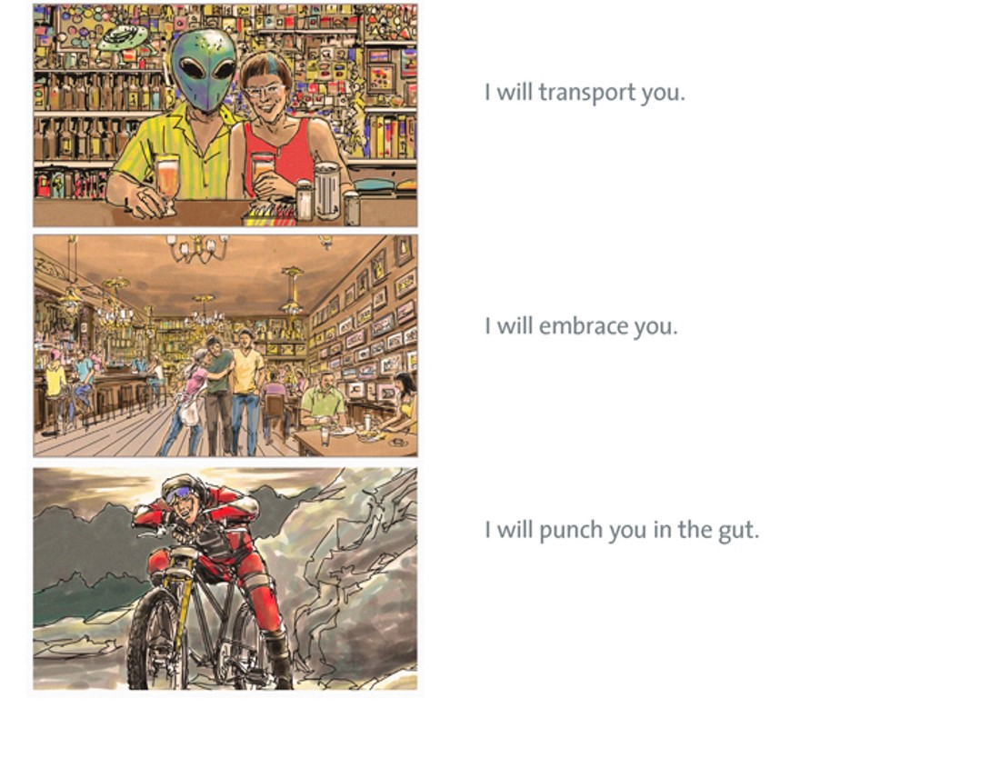 I will transport you.
I will embrace you.
I will punch you in the gut.